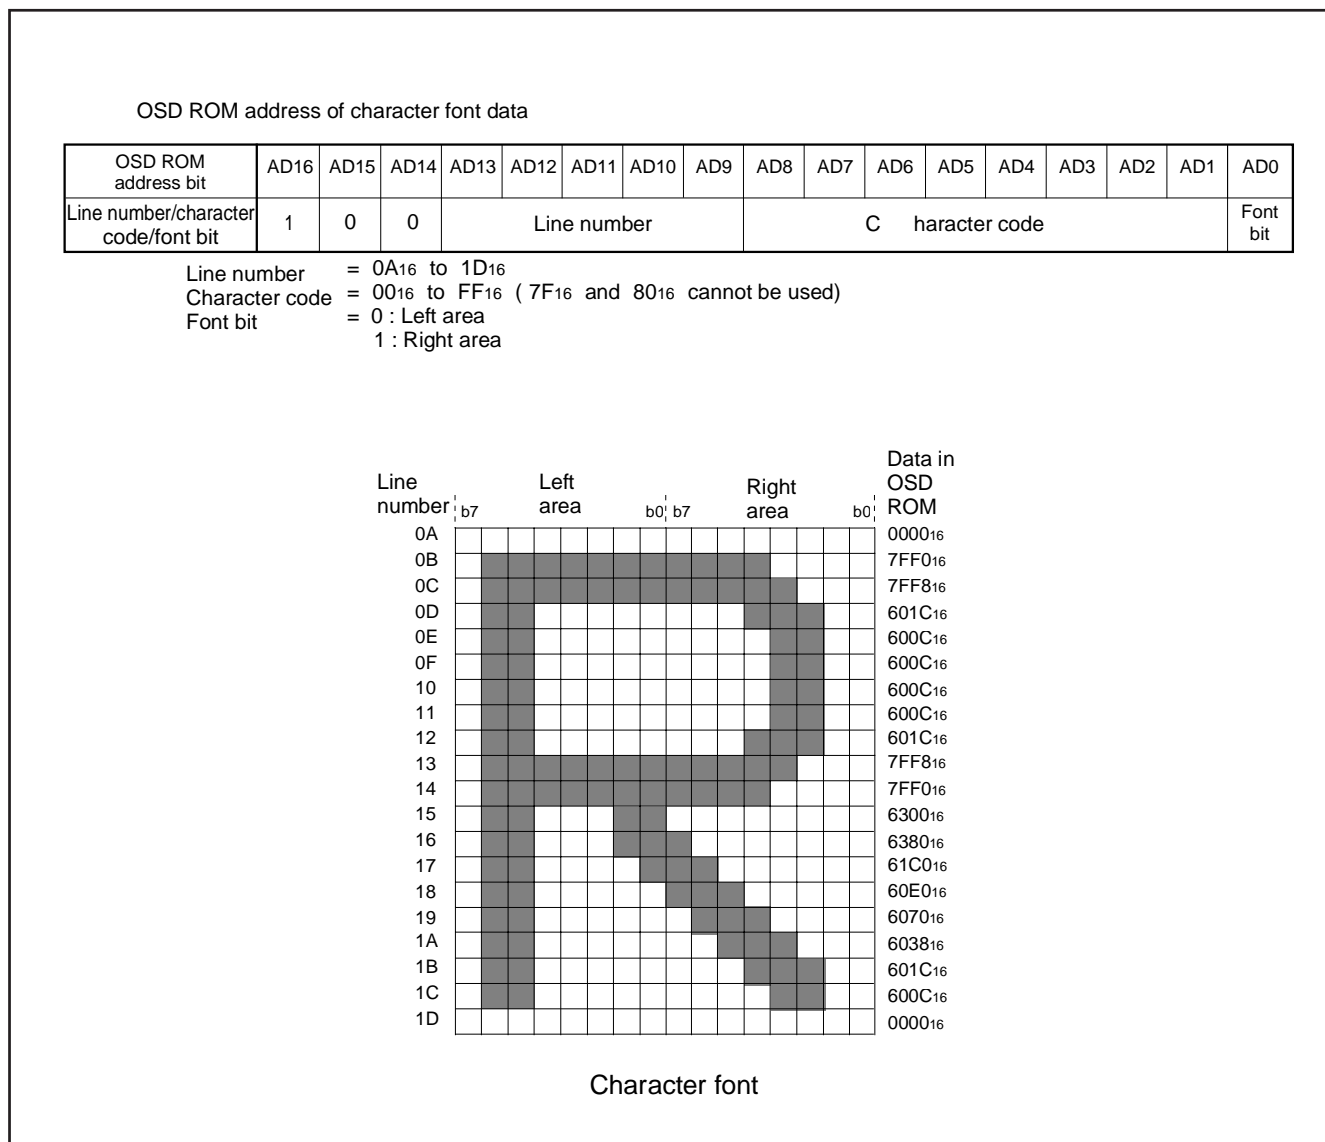 OSD ROM address of character font data
OSD ROM address bit AD16 AD15 AD14 AD13 AD12 AD11 AD10 AD9 AD8 AD7 AD6 AD5 AD4 AD3 AD2 AD1 AD0
Line number/character code/font bit 1 0 0 Line number C haracter code Font bit
Line number = 0A16 to 1D16
Character code = 0016 to FF16 ( 7F16 and 8016 cannot be used)
Font bit = 0 : Left area
1 : Right area
Line number Left area Right area Data in OSD ROM
b7 b0 b7 b0
0A 000016
0B 7FF016
0C 7FF816
0D 601C16
0E 600C16
0F 600C16
10 600C16
11 600C16
12 601C16
13 7FF816
14 7FF016
15 630016
16 638016
17 61C016
18 60E016
19 607016
1A 603816
1B 601C16
1C 600C16
1D 000016
Character font